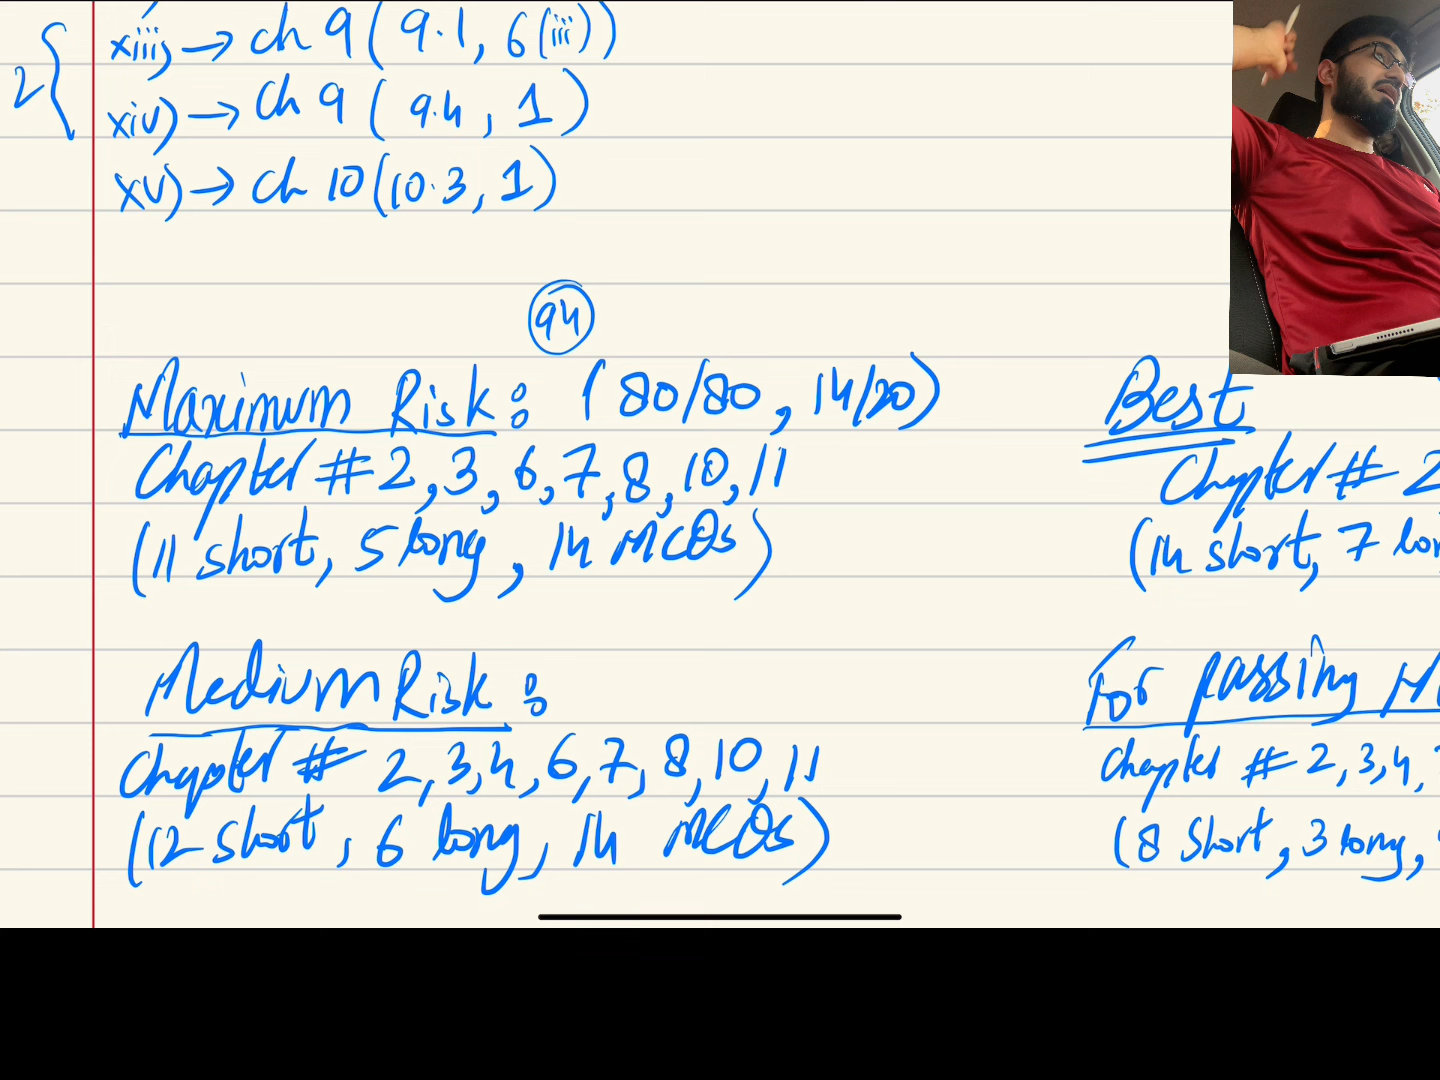 2{
xiii) → ch 9 ( 9.1, 6(iii))
xiv) → ch 9 ( 9.4, 1 )
xv) → ch 10 (10.3, 1)
94
Maximum Risk: (80/80, 14/20)
Chapter # 2, 3, 6, 7, 8, 10, 11
(11 short, 5 long, 14 MCQs)
Medium Risk:
Chapter # 2, 3, 4, 6, 7, 8, 10, 11
(12 short, 6 long, 14 MCQs)
Best
Chapter # 2
(14 short, 7 lon
For passing M
Chapter # 2, 3, 4,
(8 Short, 3 long,